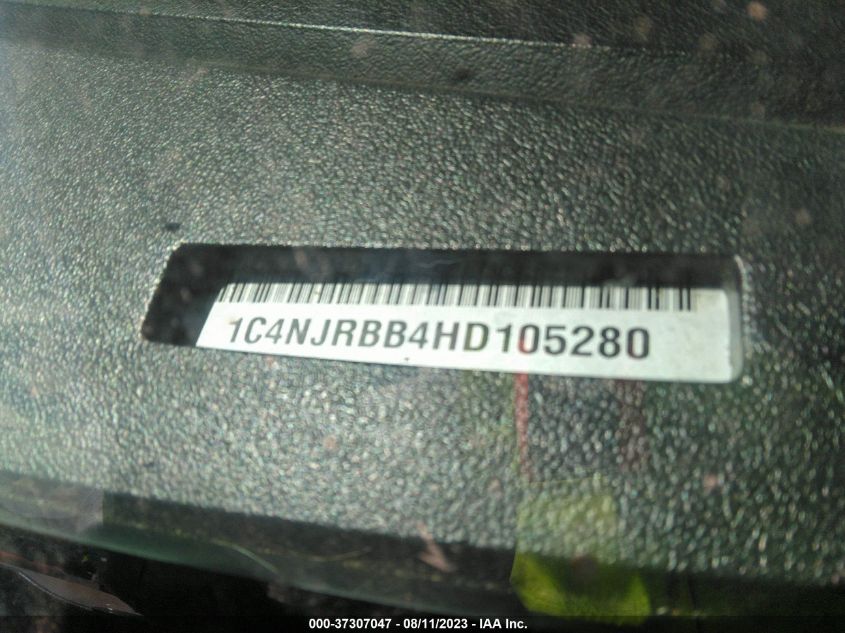 1C4NJRBB4HD105280
000-37307047 - 08/11/2023 - IAA Inc.